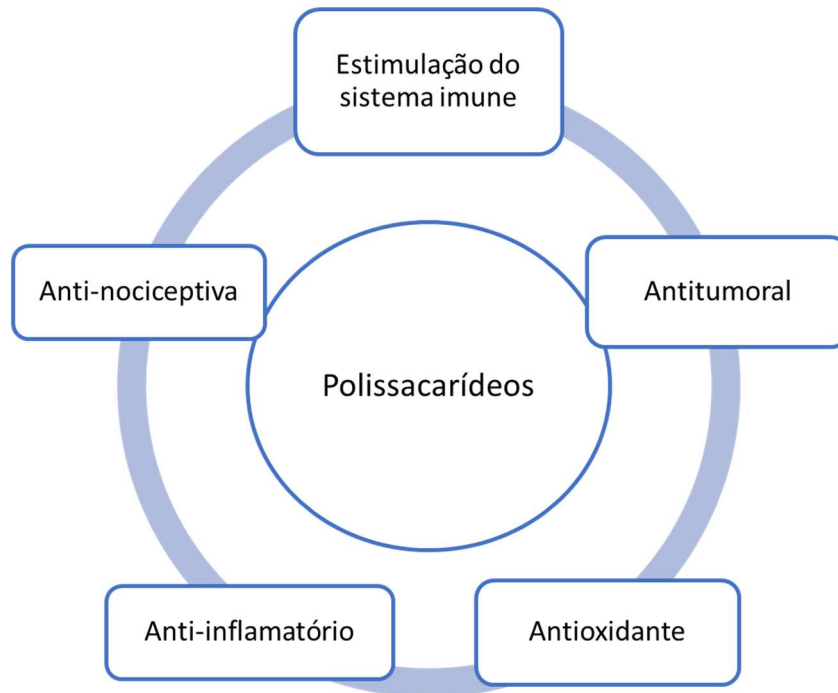 Estimulação do
sistema imune
Anti-nociceptiva
Antitumoral
Polissacarídeos
Anti-inflamatório
Antioxidante